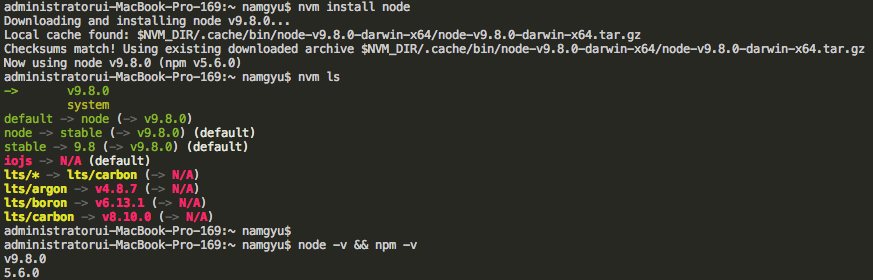 administratorui-MacBook-Pro-169:~ namgyu$ nvm install node
Downloading and installing node v9.8.0...
Local cache found: $NVM_DIR/.cache/bin/node-v9.8.0-darwin-x64/node-v9.8.0-darwin-x64.tar.gz
Checksums match! Using existing downloaded archive $NVM_DIR/.cache/bin/node-v9.8.0-darwin-x64/node-v9.8.0-darwin-x64.tar.gz
Now using node v9.8.0 (npm v5.6.0)
administratorui-MacBook-Pro-169:~ namgyu$ nvm ls
->       v9.8.0
         system
default -> node (-> v9.8.0)
node -> stable (-> v9.8.0) (default)
stable -> 9.8 (-> v9.8.0) (default)
iojs -> N/A (default)
lts/* -> lts/carbon (-> N/A)
lts/argon -> v4.8.7 (-> N/A)
lts/boron -> v6.13.1 (-> N/A)
lts/carbon -> v8.10.0 (-> N/A)
administratorui-MacBook-Pro-169:~ namgyu$
administratorui-MacBook-Pro-169:~ namgyu$ node -v && npm -v
v9.8.0
5.6.0